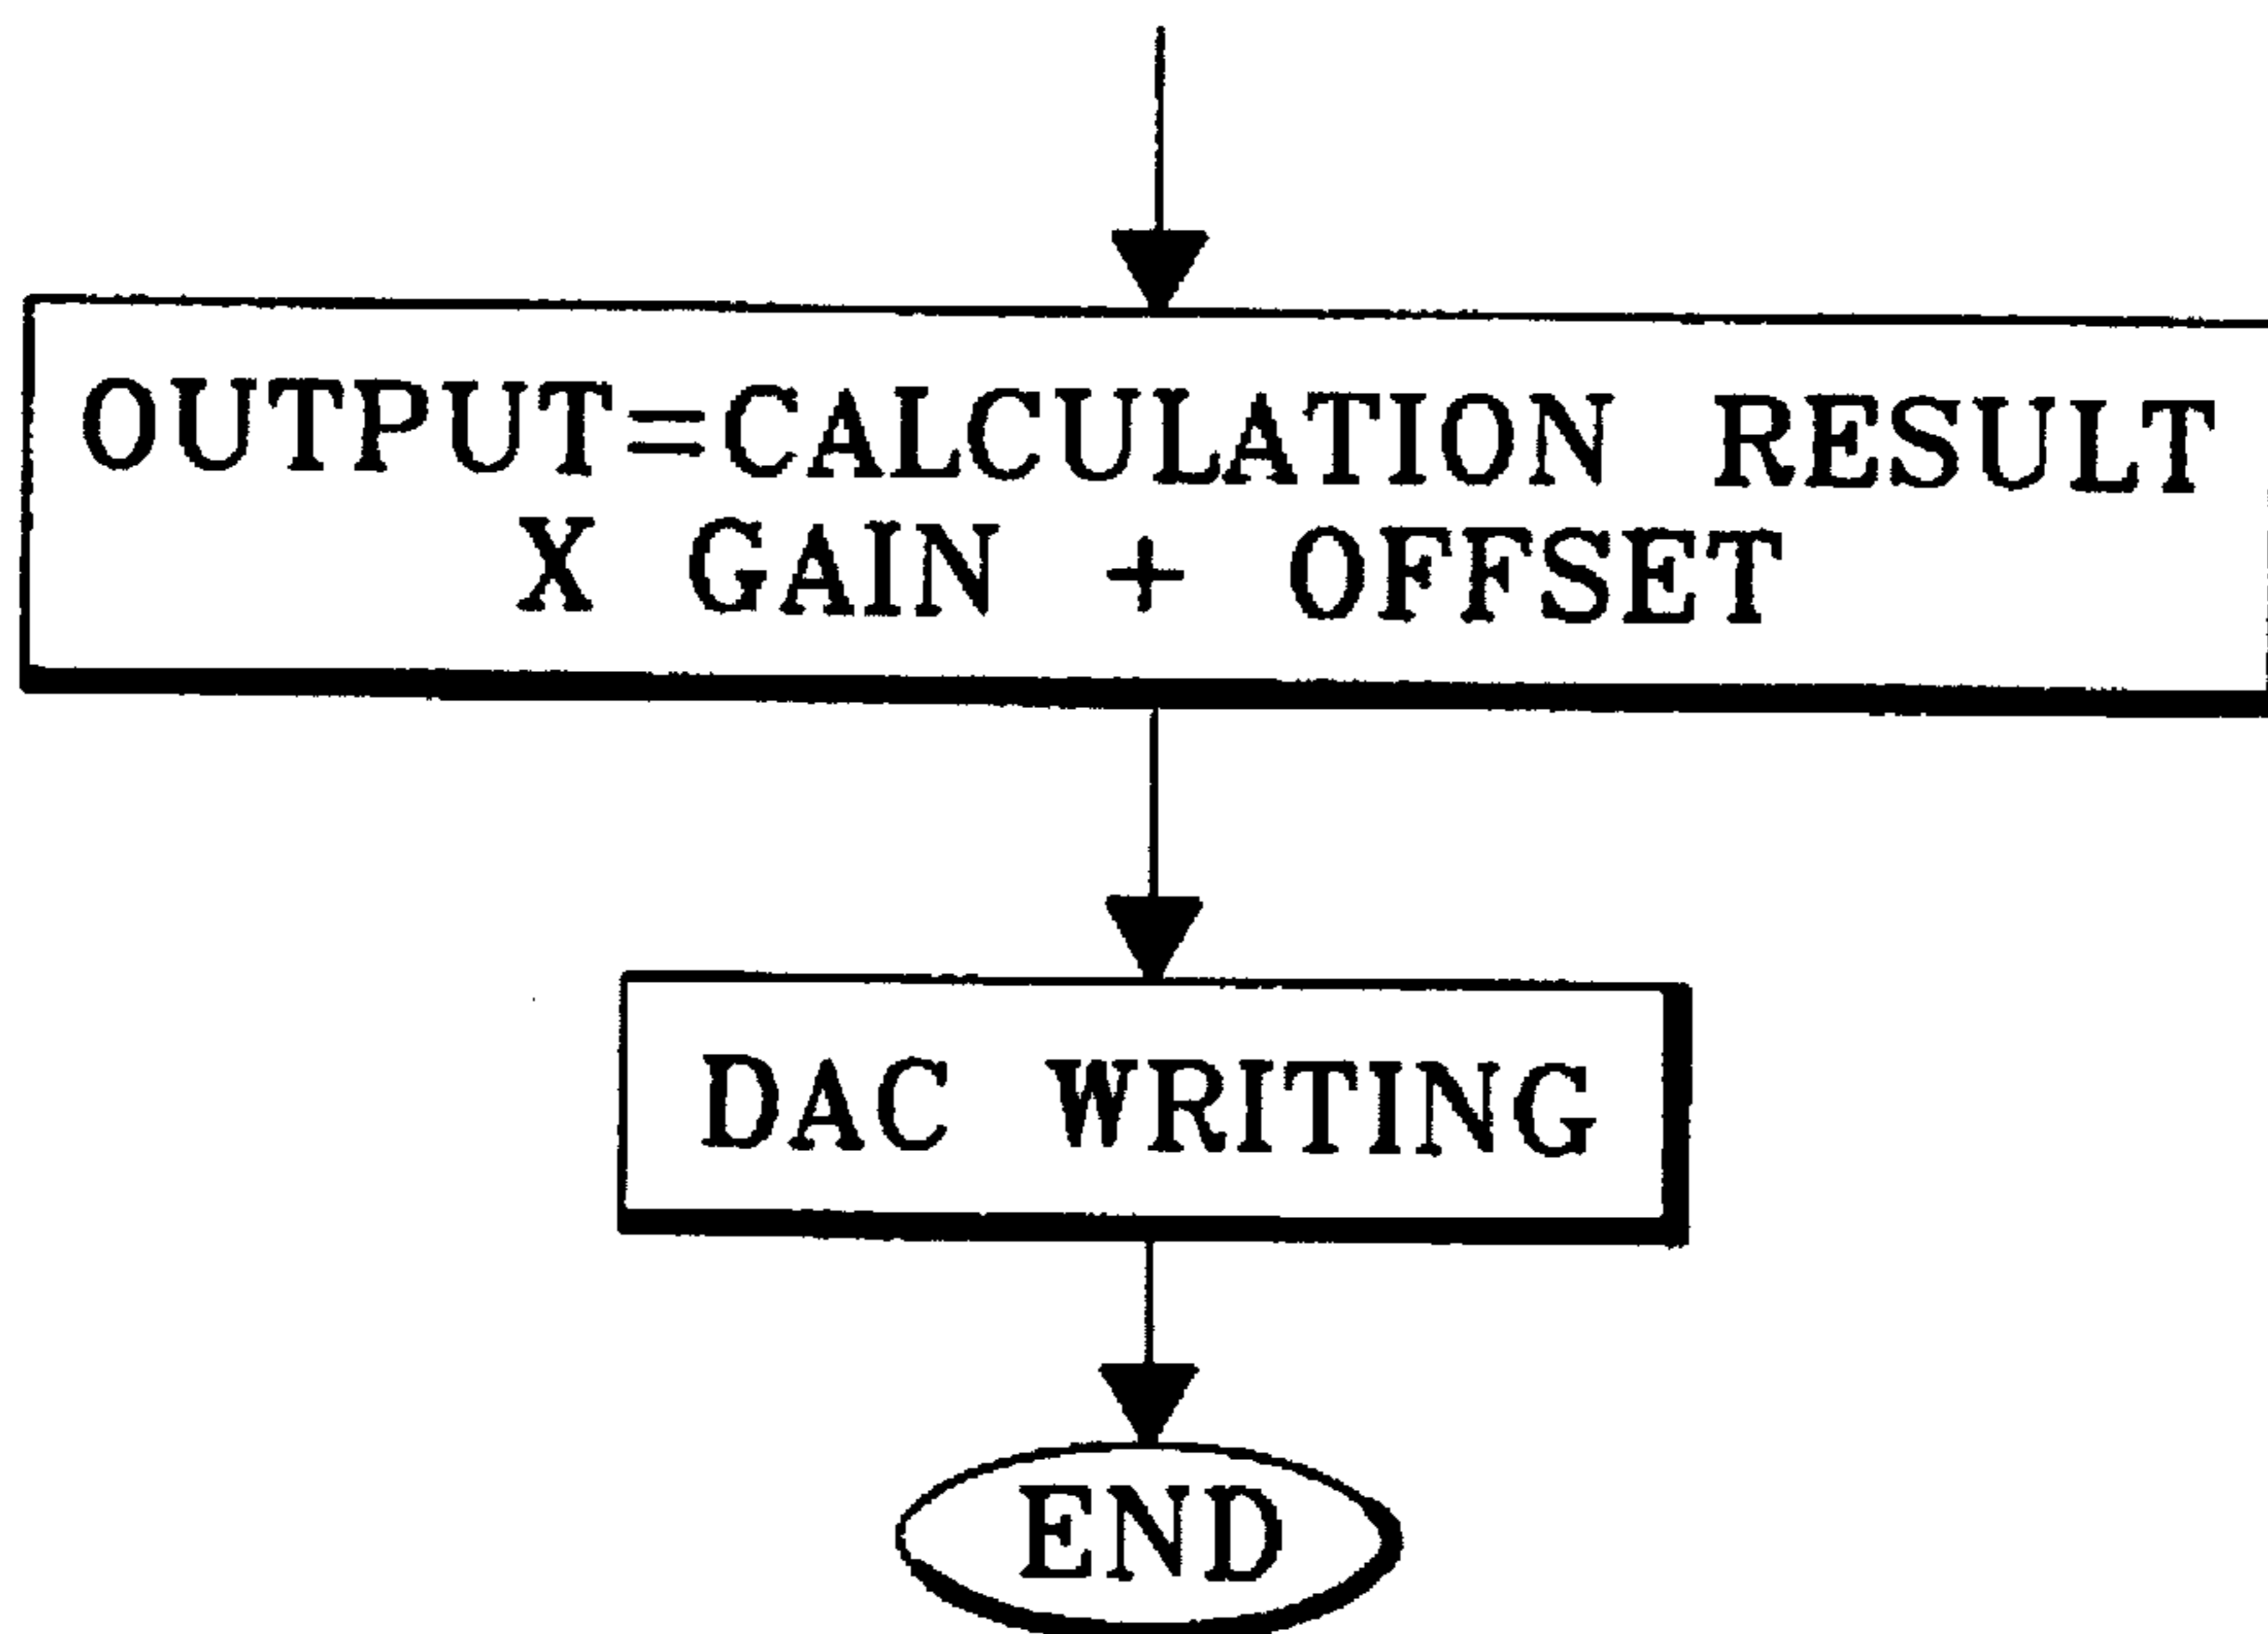 OUTPUT=CALCULATION RESULT
X GAIN + OFFSET
DAC WRITING
END